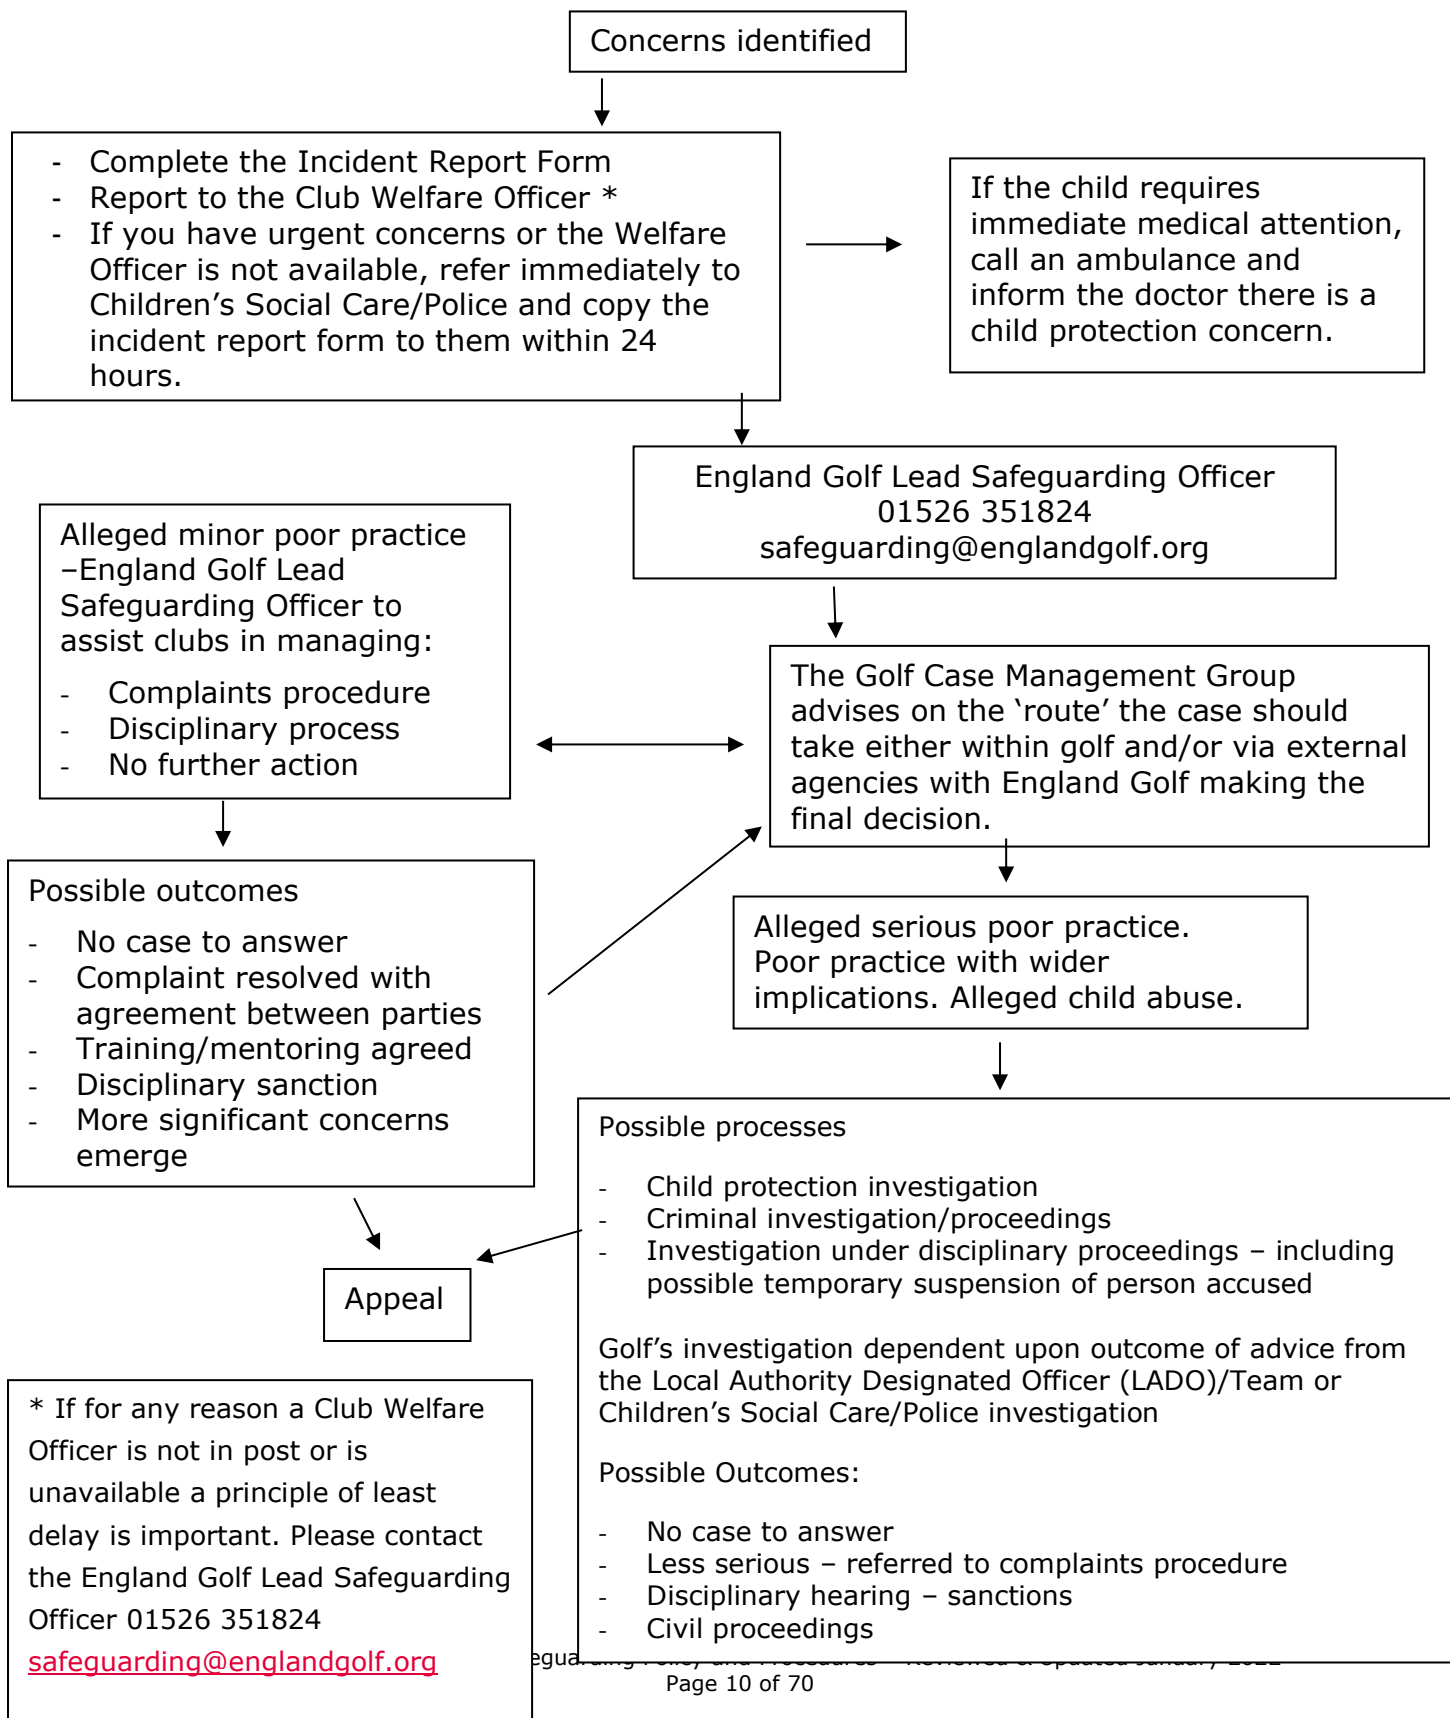 Concerns identified
- Complete the Incident Report Form
- Report to the Club Welfare Officer *
- If you have urgent concerns or the Welfare
Officer is not available, refer immediately to
Children’s Social Care/Police and copy the
incident report form to them within 24
hours.
If the child requires
immediate medical attention,
call an ambulance and
inform the doctor there is a
child protection concern.
England Golf Lead Safeguarding Officer
01526 351824
safeguarding@englandgolf.org
Alleged minor poor practice
–England Golf Lead
Safeguarding Officer to
assist clubs in managing:
- Complaints procedure
- Disciplinary process
- No further action
The Golf Case Management Group
advises on the ‘route’ the case should
take either within golf and/or via external
agencies with England Golf making the
final decision.
Possible outcomes
- No case to answer
- Complaint resolved with
agreement between parties
- Training/mentoring agreed
- Disciplinary sanction
- More significant concerns
emerge
Alleged serious poor practice.
Poor practice with wider
implications. Alleged child abuse.
Possible processes
- Child protection investigation
- Criminal investigation/proceedings
- Investigation under disciplinary proceedings – including
possible temporary suspension of person accused
Golf’s investigation dependent upon outcome of advice from
the Local Authority Designated Officer (LADO)/Team or
Children’s Social Care/Police investigation
Possible Outcomes:
- No case to answer
- Less serious – referred to complaints procedure
- Disciplinary hearing – sanctions
- Civil proceedings
Appeal
* If for any reason a Club Welfare
Officer is not in post or is
unavailable a principle of least
delay is important. Please contact
the England Golf Lead Safeguarding
Officer 01526 351824
safeguarding@englandgolf.org
Page 10 of 70